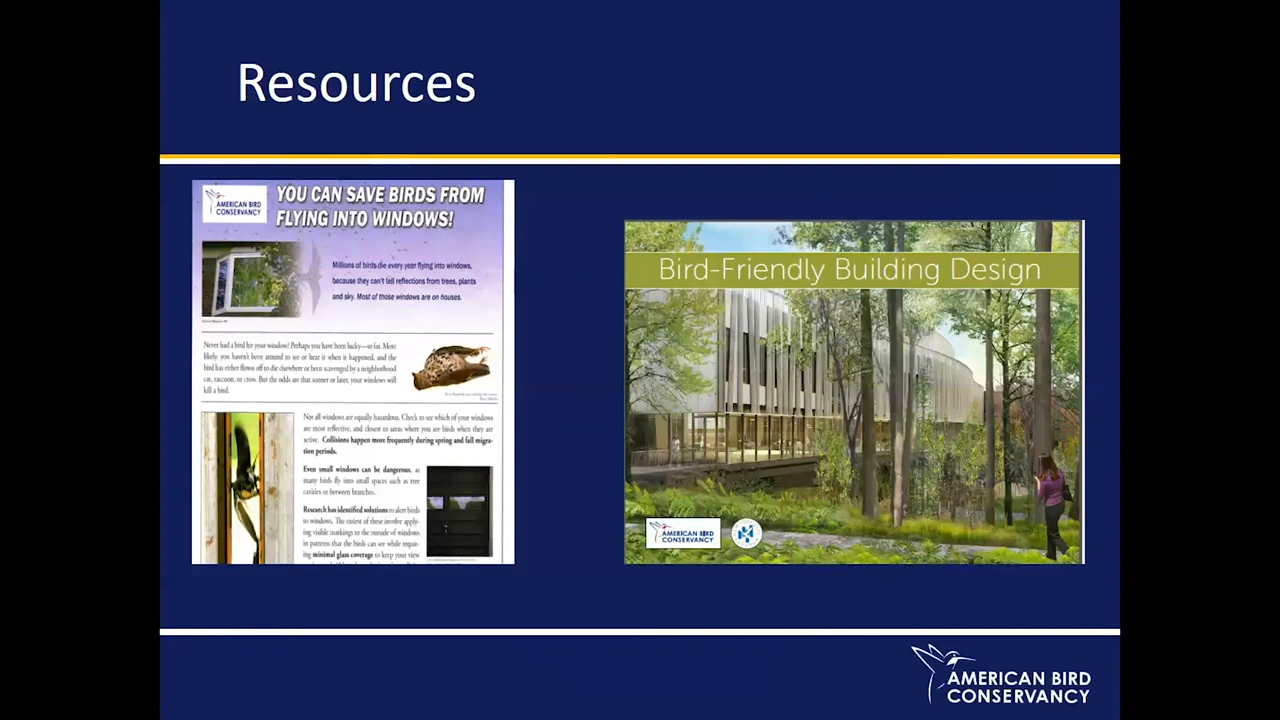 Resources
AMERICAN BIRD
CONSERVANCY
YOU CAN SAVE BIRDS FROM
FLYING INTO WINDOWS!
Millions of birds die every year flying into windows,
because they can't tell reflections from trees, plants
and sky. Most of those windows are on houses.
Never had a bird hit your window? Perhaps you have been lucky—so far. More
likely, you haven't been around to see or hear it when it happened, and the
bird has either flown off to die elsewhere or been scavenged by a neighborhood
cat, raccoon, or crow. But the odds are that sooner or later, your windows will
kill a bird.
Not all windows are equally hazardous. Check to see which of your windows
are most reflective, and closest to areas where you see birds when they are
active. Collisions happen more frequently during spring and fall migra-
tion periods.
Even small windows can be dangerous, as
many birds fly into small spaces such as tree
cavities or between branches.
Research has identified solutions to alert birds
to windows. The easiest of these involve apply-
ing visible markings to the outside of windows
in patterns that the birds can see while requir-
ing minimal glass coverage to keep your view
Bird-Friendly Building Design
AMERICAN BIRD
CONSERVANCY
AMERICAN BIRD
CONSERVANCY